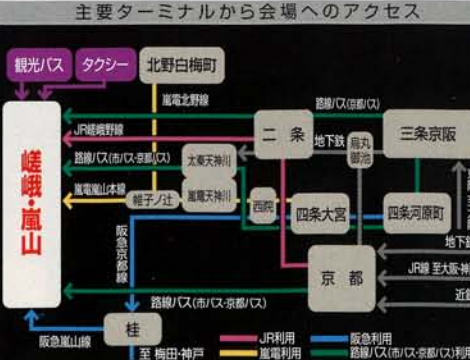 主要ターミナルから会場へのアクセス
観光バス
タクシー
北野白梅町
嵐電北野線
路線バス(京都バス)
JR嵯峨野線
二条
地下鉄
烏丸
御池
三条京阪
路線バス(市バス・京都バス)
太秦天神川
嵯峨・嵐山
嵐電嵐山本線
帷子ノ辻
嵐電天神川
西院
四条大宮
四条河原町
阪急京都線
地下
京都
JR線 至大阪・神
近
路線バス(市バス・京都バス)
阪急嵐山線
桂
至 梅田・神戸
JR利用
阪急利用
嵐電利用
路線バス(市バス・京都バス)利